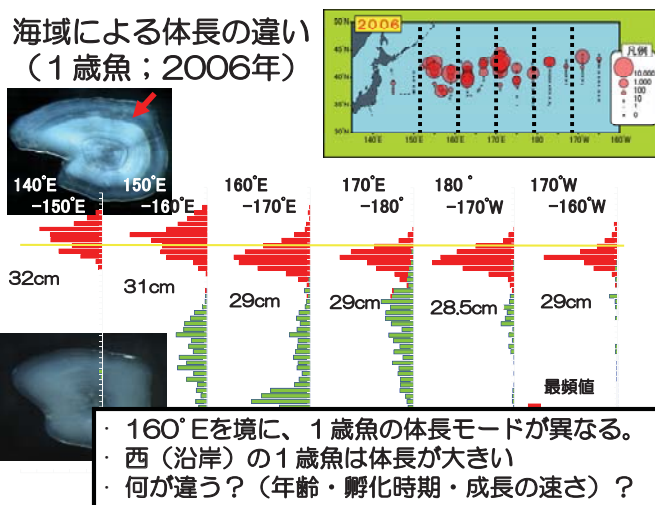 海域による体長の違い
（1歳魚；2006年）
2006
50°N
40°N
30°N
凡例
10,000
1,000
100
10
1
0
140°E 150°E 160°E 170°E 180° 170°W 160°W
140°E
-150°E
150°E
-160°E
160°E
-170°E
170°E
-180°
180°
-170°W
170°W
-160°W
32cm
31cm
29cm
29cm
28.5cm
29cm
最頻値
・160°Eを境に、1歳魚の体長モードが異なる。
・西（沿岸）の1歳魚は体長が大きい
・何が違う？（年齢・孵化時期・成長の速さ）？